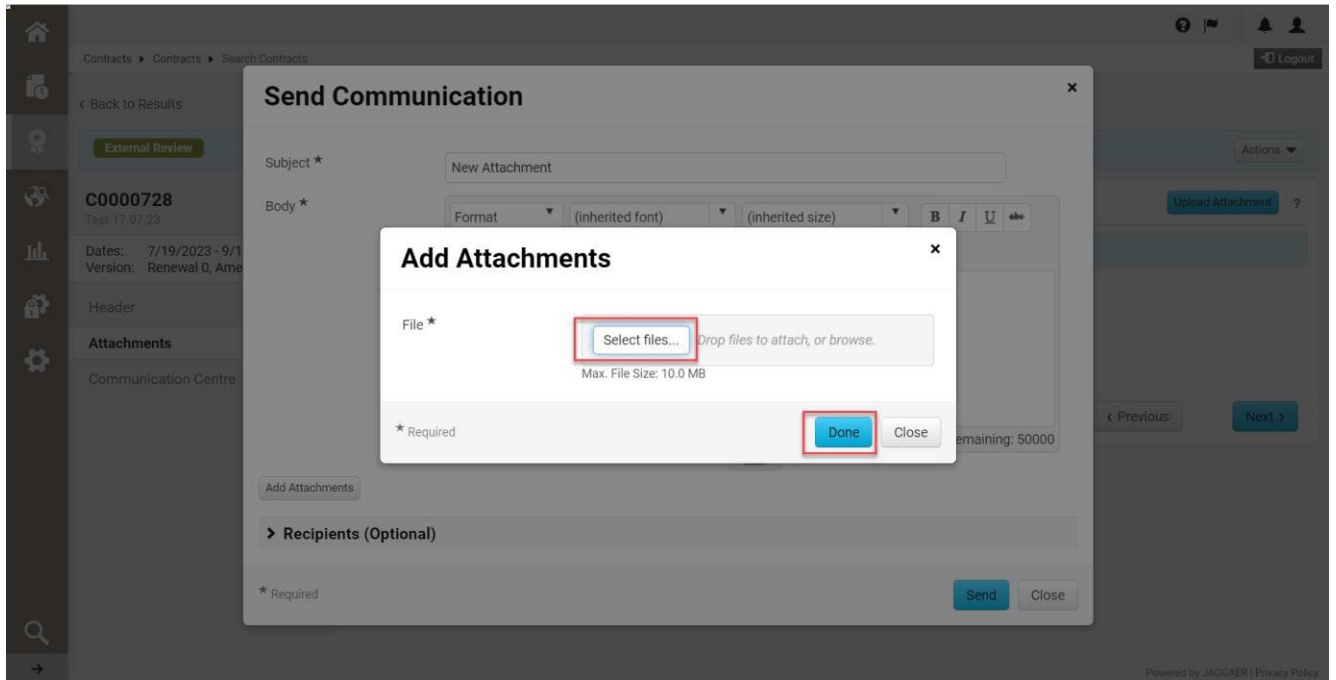 Contracts ▸ Contracts ▸ Search Contracts
Logout
‹ Back to Results
Send Communication
×
External Review
Actions
Subject ★
New Attachment
C0000728
Test 17.07.23
Body ★
Format
(inherited font)
(inherited size)
B I U abc
Upload Attachment ?
Dates: 7/19/2023 - 9/1
Version: Renewal 0, Ame
Add Attachments
×
Header
File ★
Select files...
Drop files to attach, or browse.
Attachments
Max. File Size: 10.0 MB
Communication Centre
‹ Previous
Next ›
★ Required
Done
Close
emaining: 50000
Add Attachments
› Recipients (Optional)
★ Required
Send
Close
Powered by JAGGAER | Privacy Policy